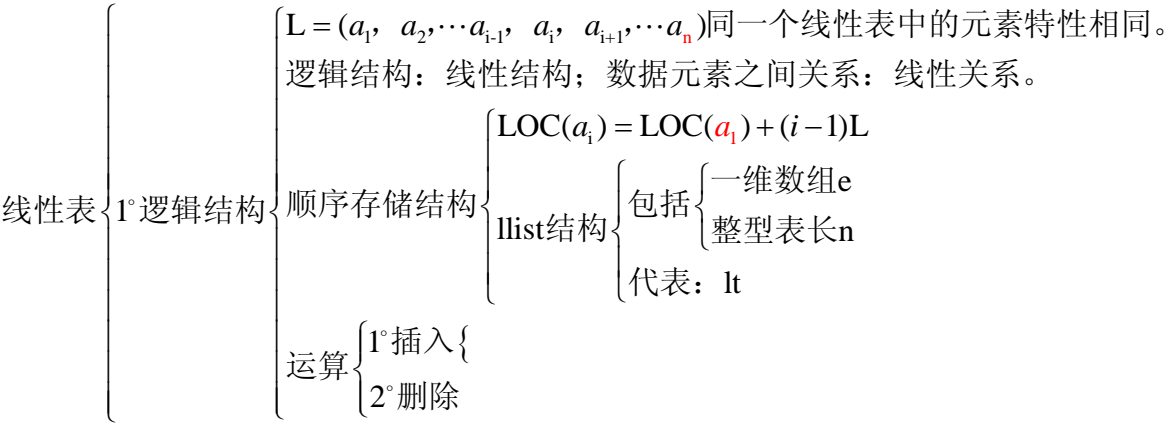 L = (a₁, a₂,⋯aᵢ₋₁, aᵢ, aᵢ₊₁,⋯aₙ)同一个线性表中的元素特性相同。
逻辑结构：线性结构；数据元素之间关系：线性关系。
LOC(aᵢ) = LOC(a₁) + (i −1)L
线性表{1°逻辑结构{顺序存储结构{llist结构{包括{一维数组e
整型表长n
代表：lt
运算{1°插入{
2°删除